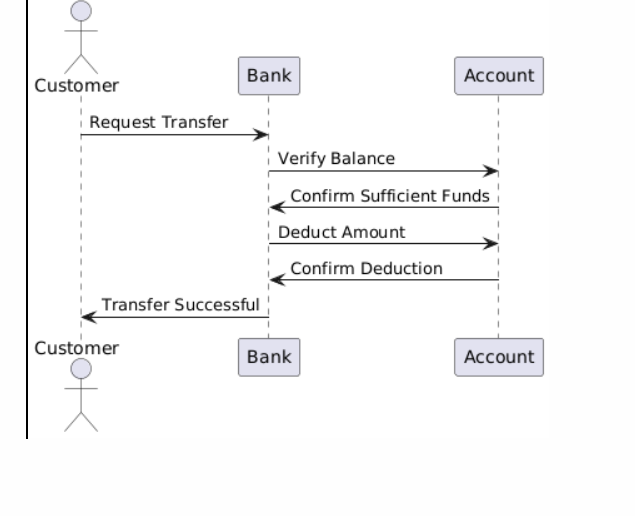 Customer
Bank
Account
Request Transfer
Verify Balance
Confirm Sufficient Funds
Deduct Amount
Confirm Deduction
Transfer Successful
Customer
Bank
Account